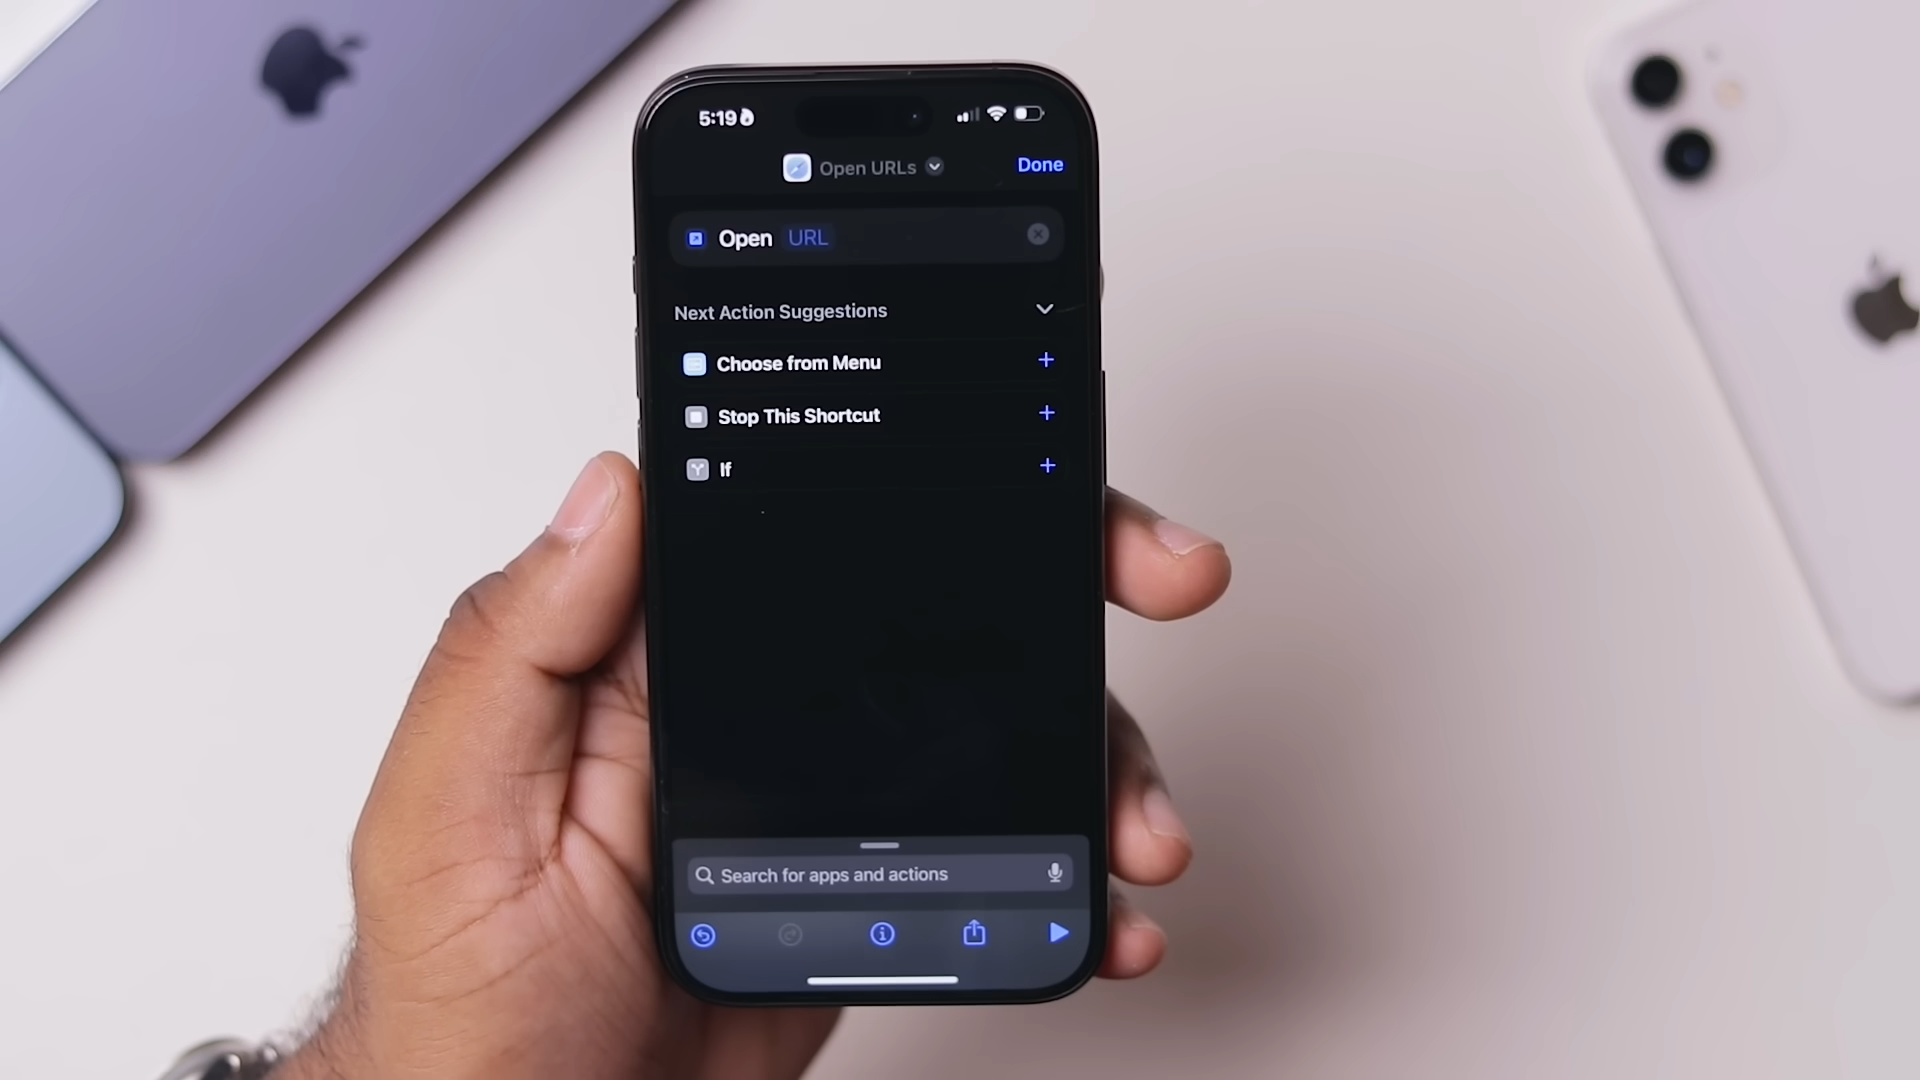 5:19
Open URLs
Done
Open URL
Next Action Suggestions
Choose from Menu
Stop This Shortcut
If
Search for apps and actions